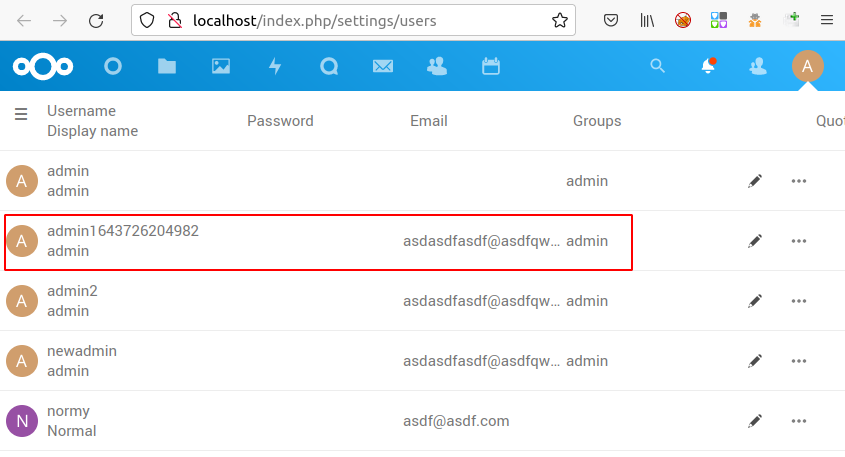 localhost/index.php/settings/users
A
Username
Display name
Password
Email
Groups
Quot
A
admin
admin
admin
A
admin1643726204982
admin
asdasdfasdf@asdfqw…
admin
A
admin2
admin
asdasdfasdf@asdfqw…
admin
A
newadmin
admin
asdasdfasdf@asdfqw…
admin
N
normy
Normal
asdf@asdf.com